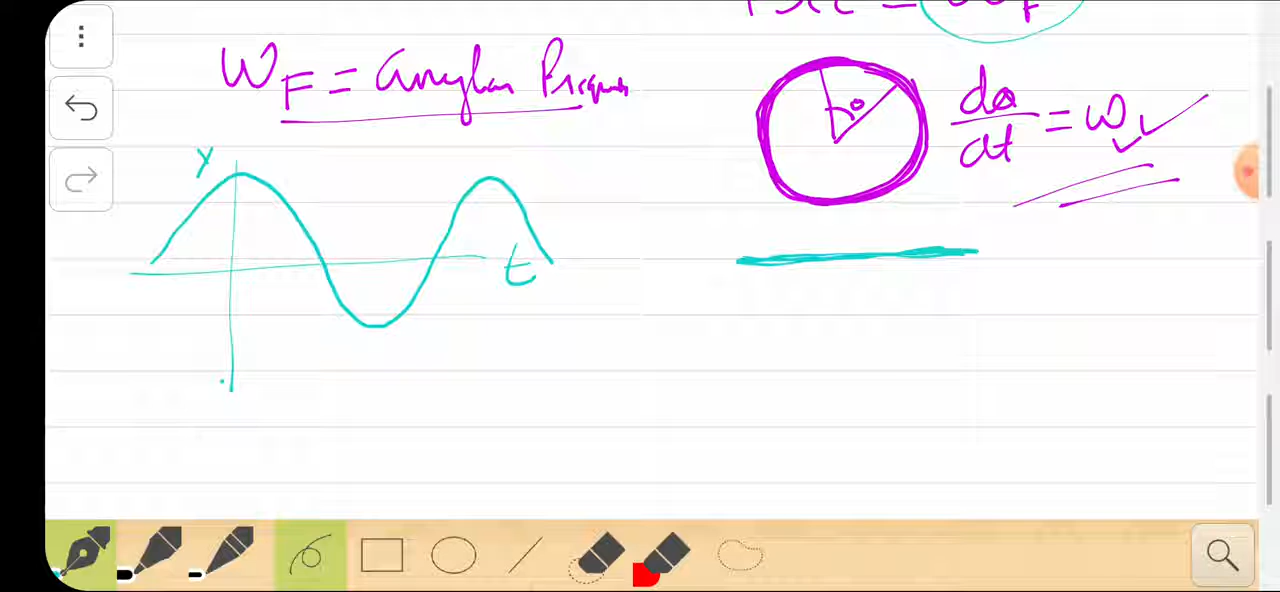 ω_F = Angular Frequency
θ
dθ/dt = ω
y
t